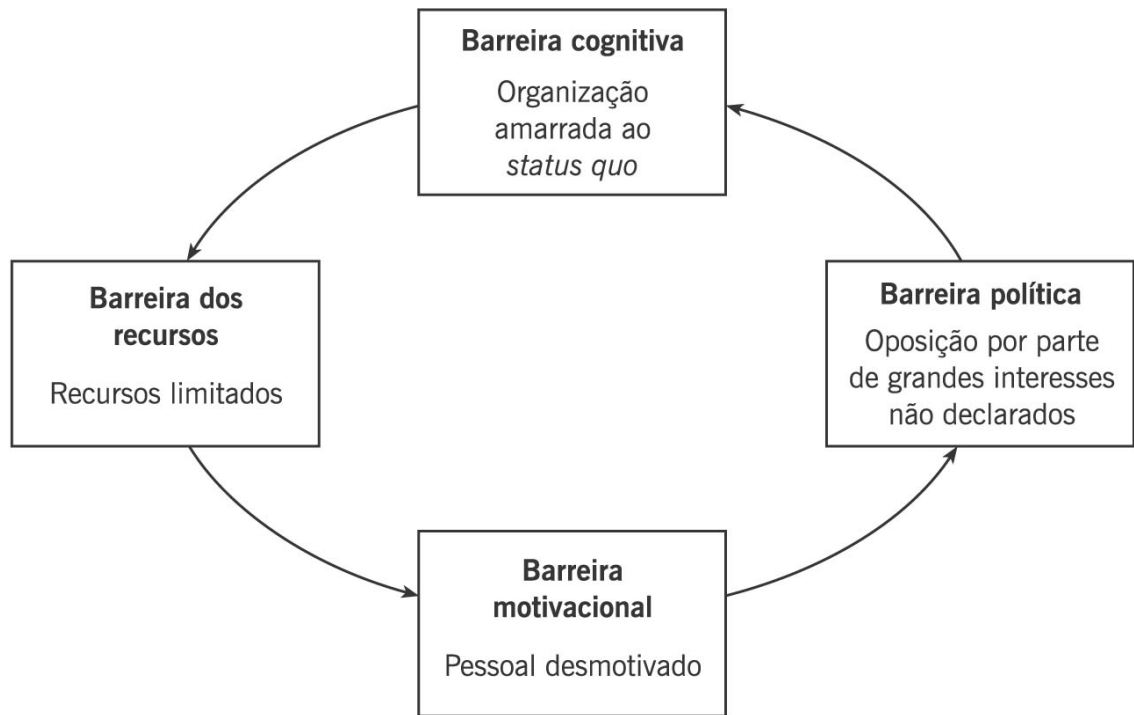 Barreira cognitiva
Organização
amarrada ao
status quo
Barreira dos
recursos
Recursos limitados
Barreira política
Oposição por parte
de grandes interesses
não declarados
Barreira
motivacional
Pessoal desmotivado